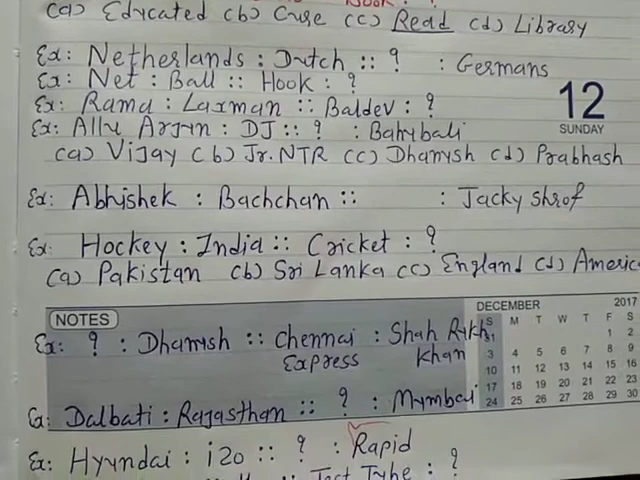 (a) Educated (b) Case (c) Read (d) Library
Ex: Netherlands : Dutch :: ? : Germans
Ex: Net : Ball :: Hook : ?
Ex: Rama : Laxman :: Baldev : ?
Ex: Allu Arjun : DJ :: ? : Bahubali
(a) Vijay (b) Jr. NTR (c) Dhanush (d) Prabhash
12
SUNDAY
Ex: Abhishek : Bachchan :: : Jacky Shrof
Ex: Hockey : India :: Cricket : ?
(a) Pakistan (b) Sri Lanka (c) England (d) Americ
NOTES
Ex: ? : Dhanush :: Chennai : Shah Rukh
Express Khan
Ex: Dalbati : Rajasthan :: ? : Mumbai
DECEMBER 2017
S M T W T F S
31 1 2
3 4 5 6 7 8 9
10 11 12 13 14 15 16
17 18 19 20 21 22 23
24 25 26 27 28 29 30
Ex: Hyundai : i20 :: ? : Rapid
:: Test Tube : ?